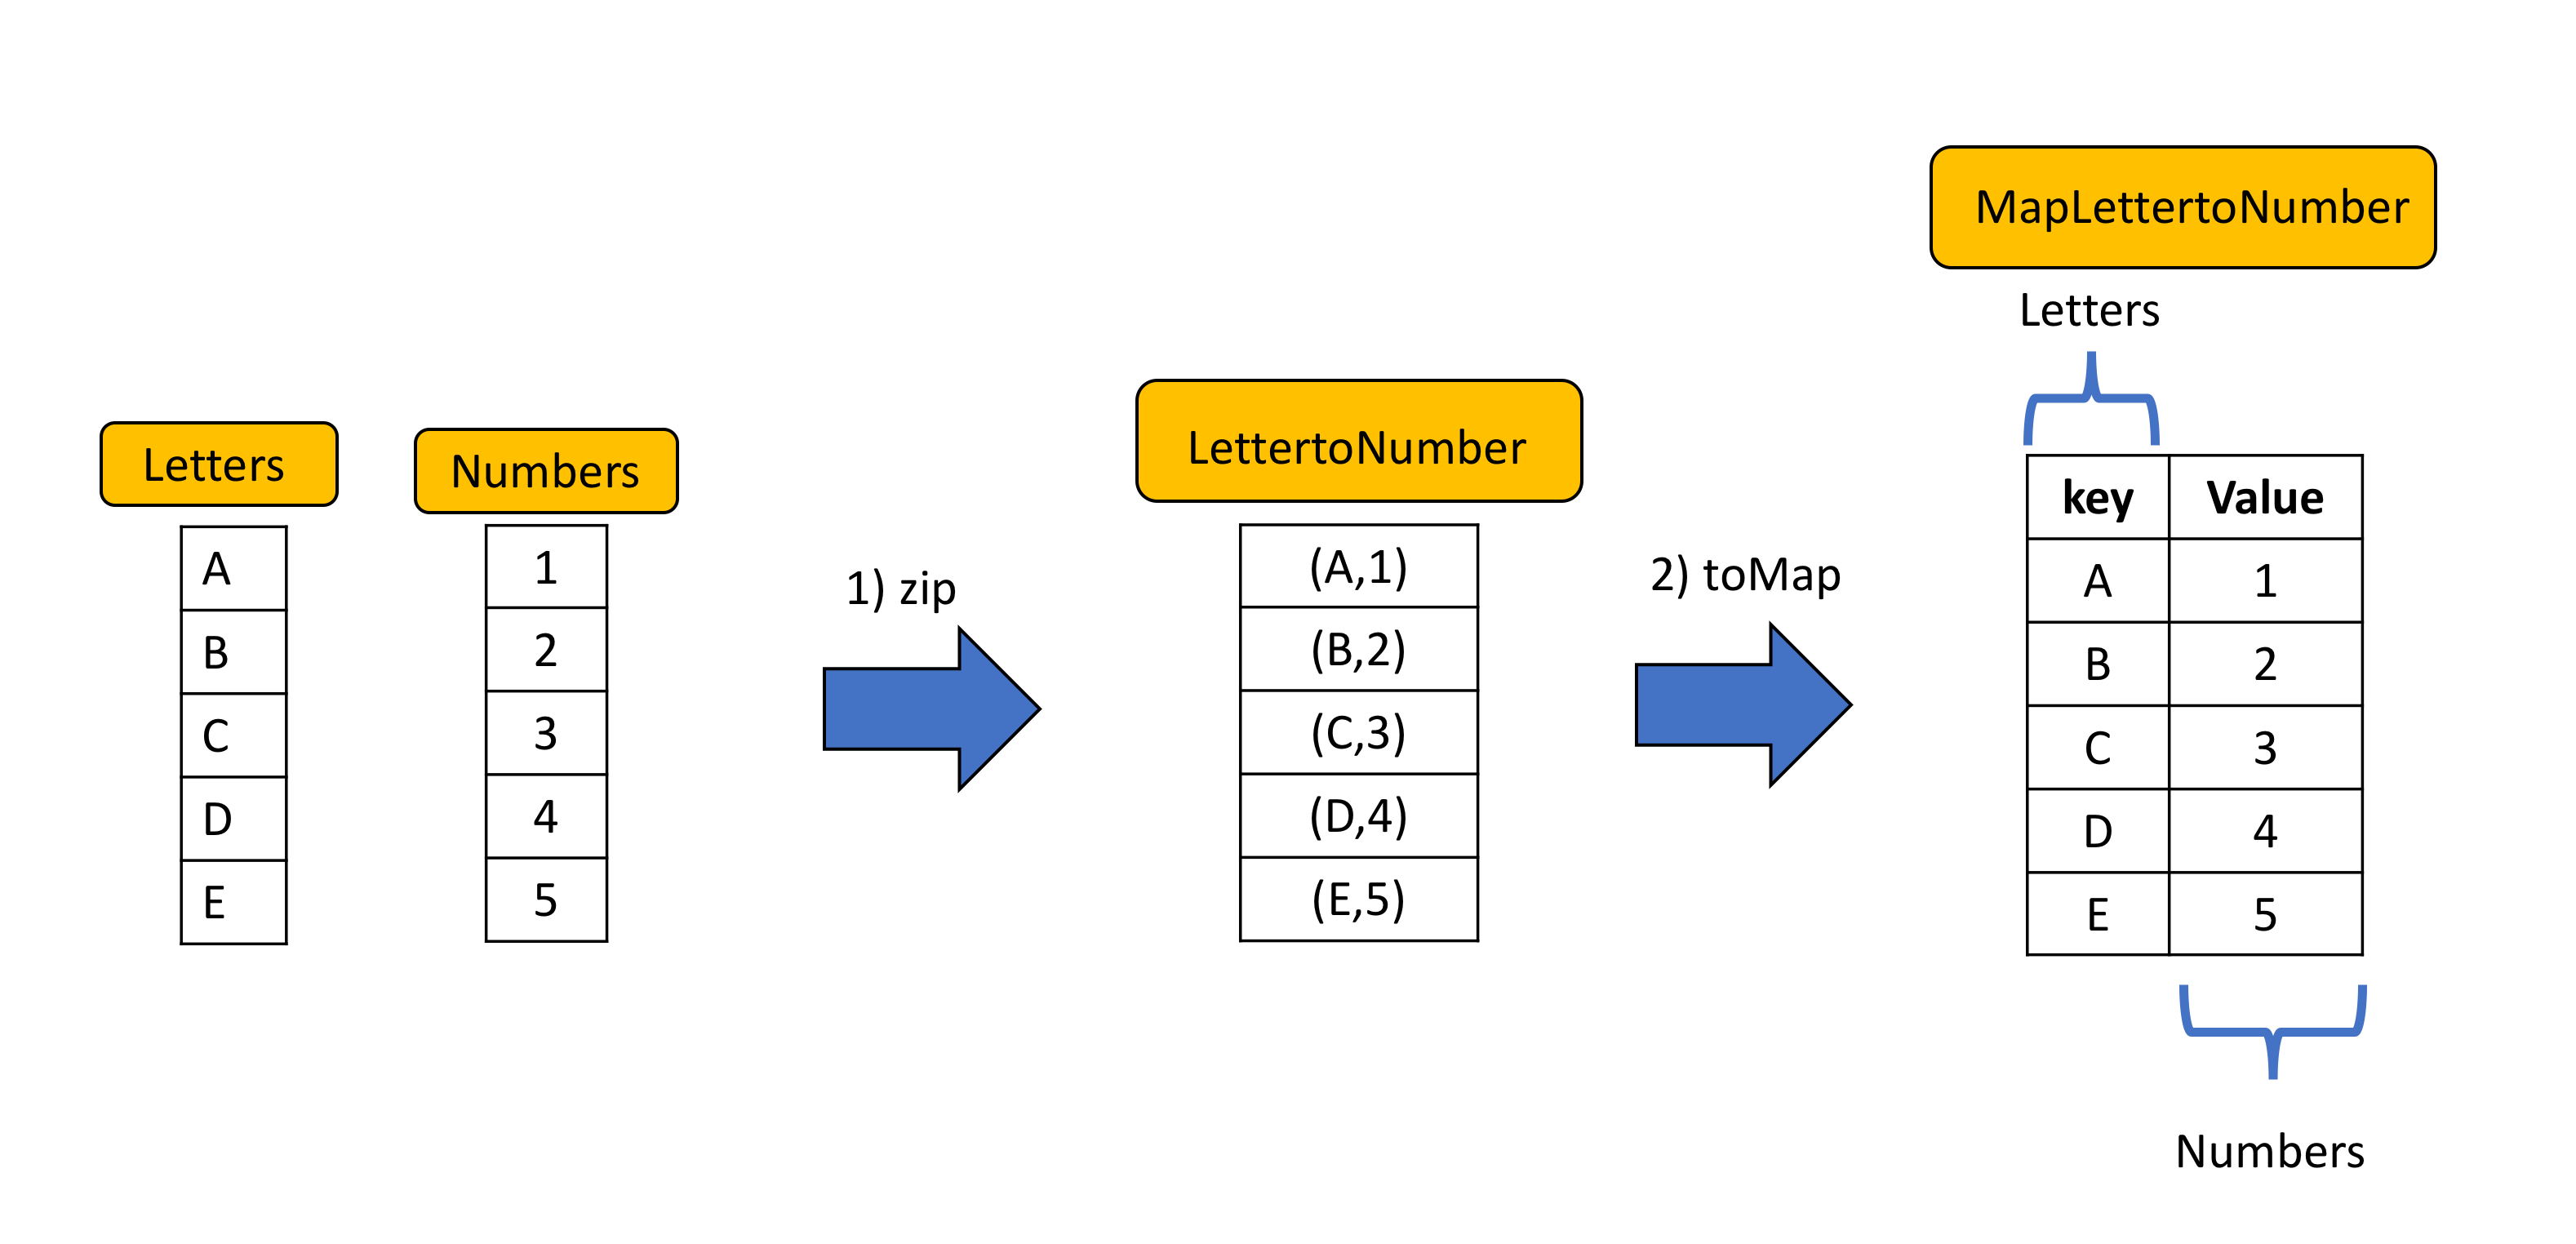 MapLettertoNumber
Letters
Letters
Numbers
LettertoNumber
key Value
A
1
(A,1)
A 1
1) zip
2) toMap
B
2
(B,2)
B 2
C
3
(C,3)
C 3
D
4
(D,4)
D 4
E
5
(E,5)
E 5
Numbers